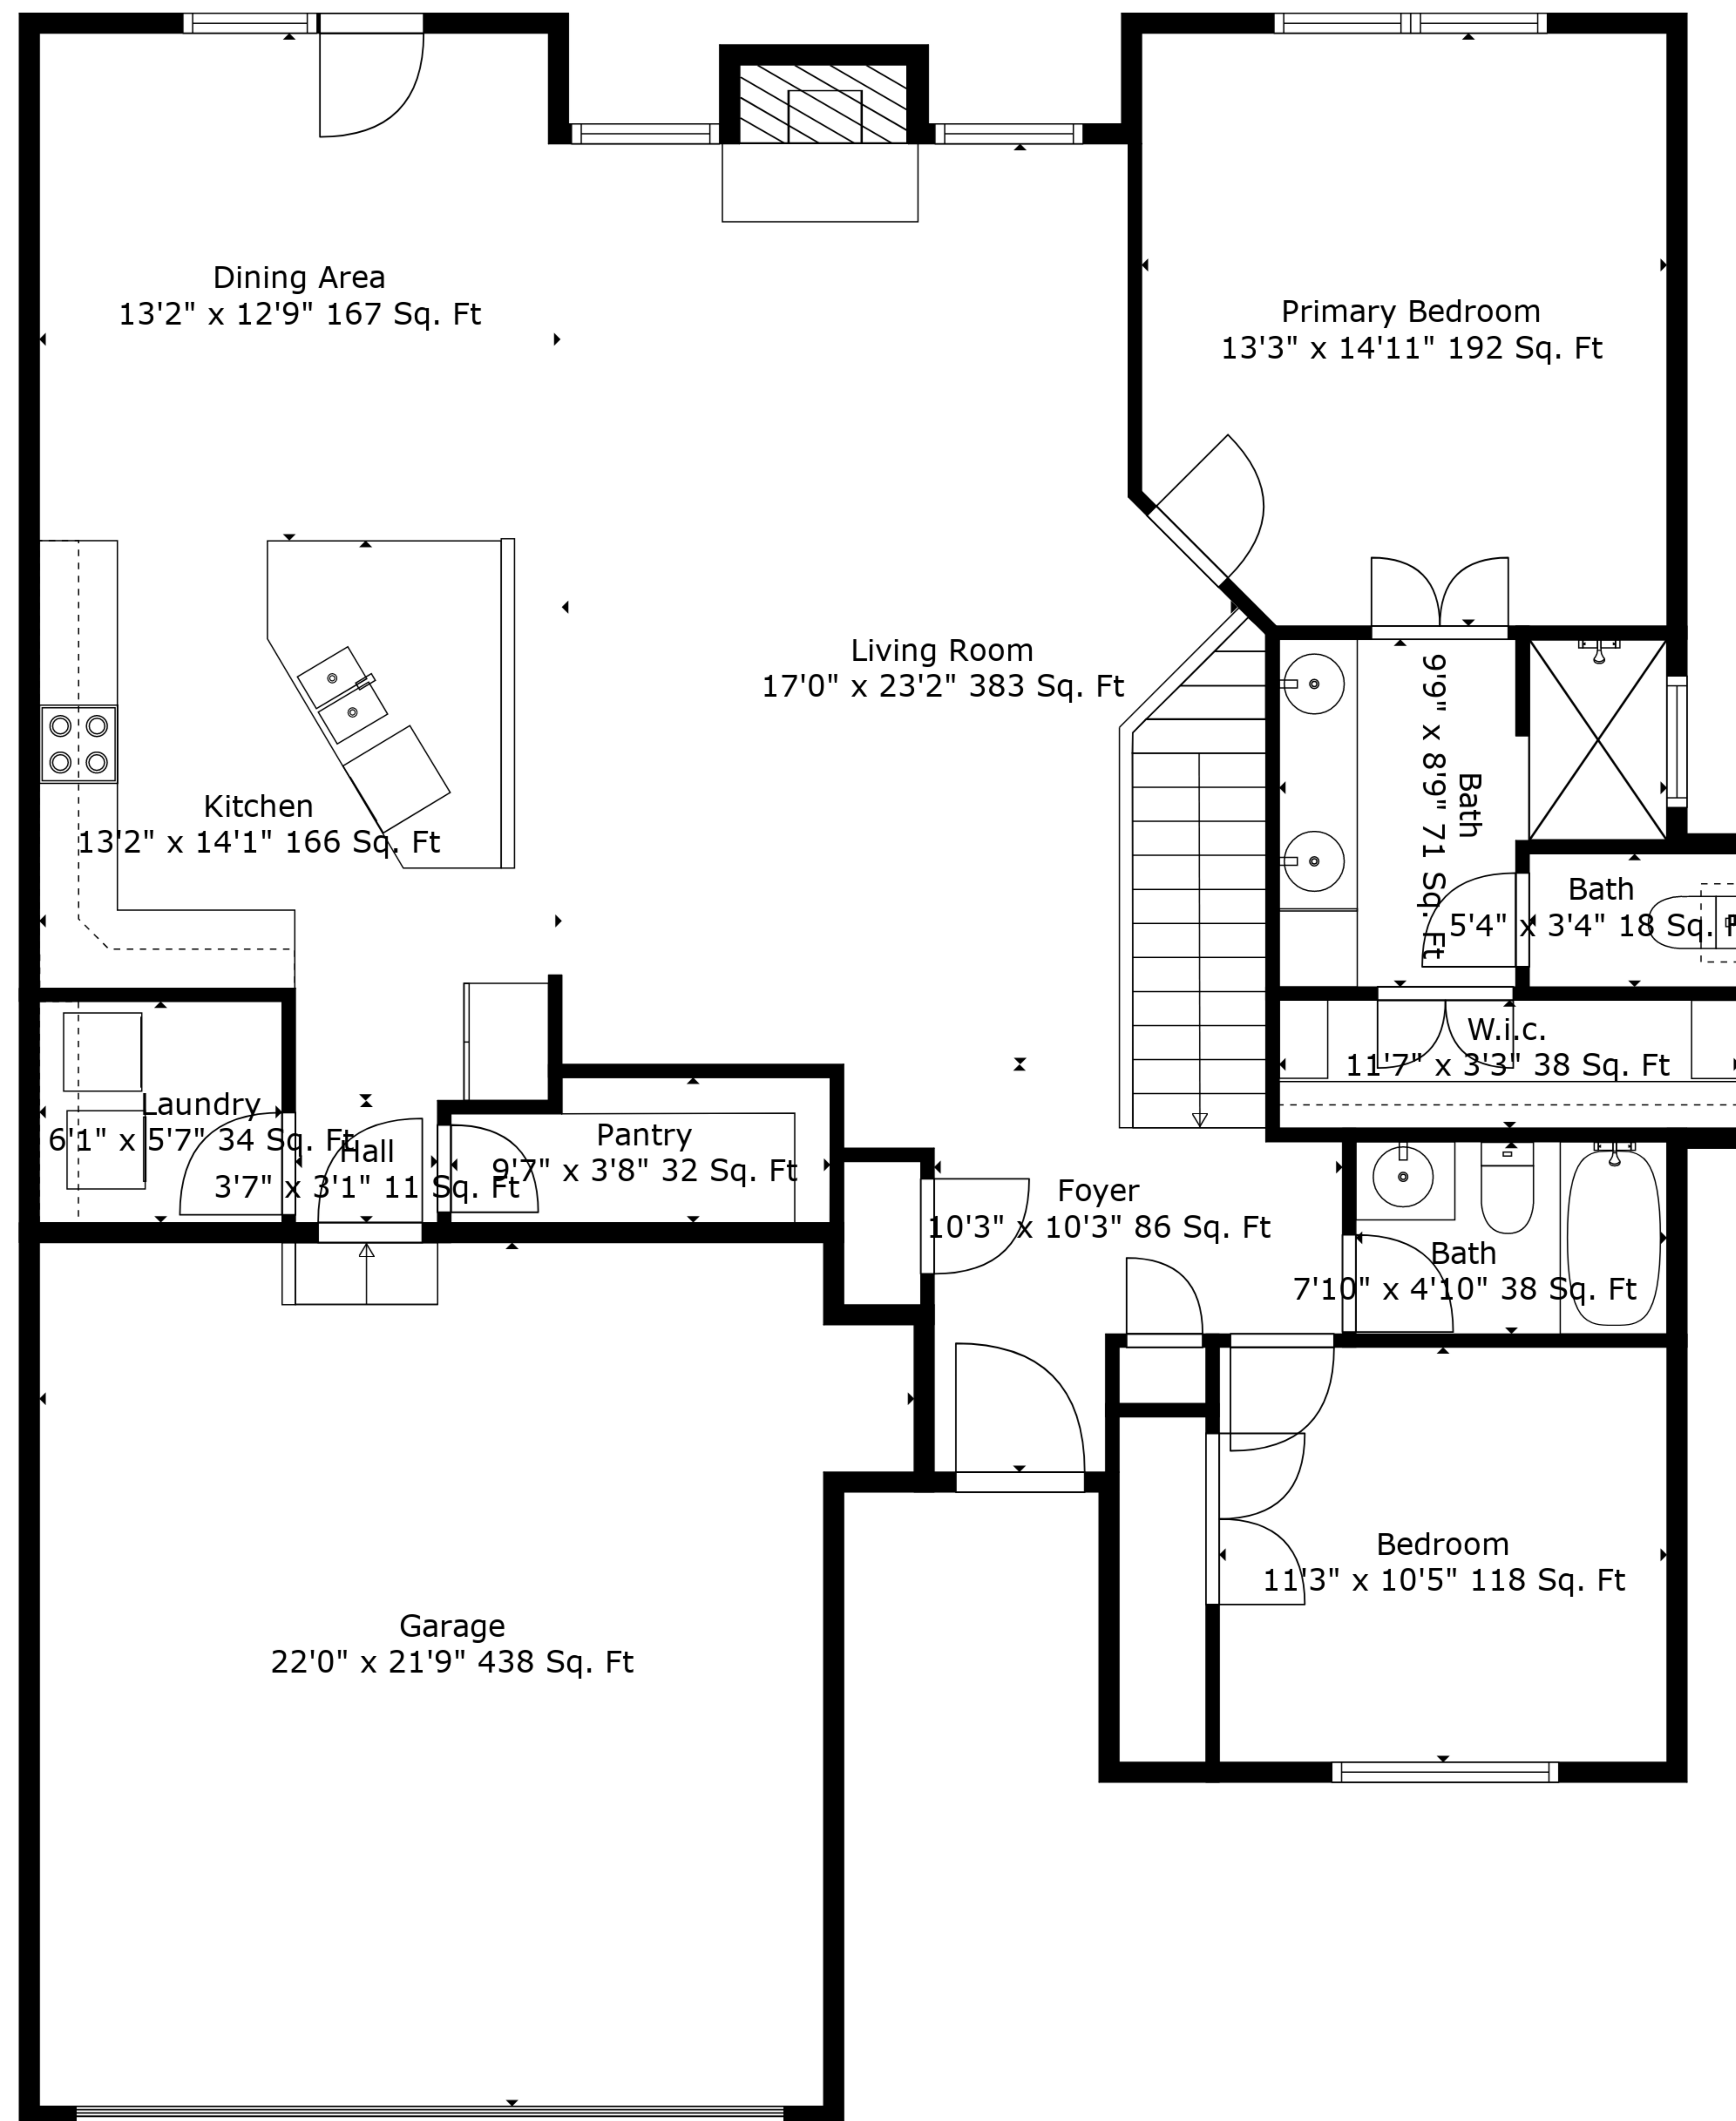 Dining Area
13'2" x 12'9" 167 Sq. Ft
Primary Bedroom
13'3" x 14'11" 192 Sq. Ft
Living Room
17'0" x 23'2" 383 Sq. Ft
Kitchen
13'2" x 14'1" 166 Sq. Ft
Bath
9'9" x 8'9" 71 Sq. Ft
Bath
5'4" x 3'4" 18 Sq. F
W.i.c.
11'7" x 3'3" 38 Sq. Ft
Laundry
6'1" x 5'7" 34 Sq. Ft
Hall
3'7" x 3'1" 11 Sq. Ft
Pantry
9'7" x 3'8" 32 Sq. Ft
Foyer
10'3" x 10'3" 86 Sq. Ft
Bath
7'10" x 4'10" 38 Sq. Ft
Bedroom
11'3" x 10'5" 118 Sq. Ft
Garage
22'0" x 21'9" 438 Sq. Ft